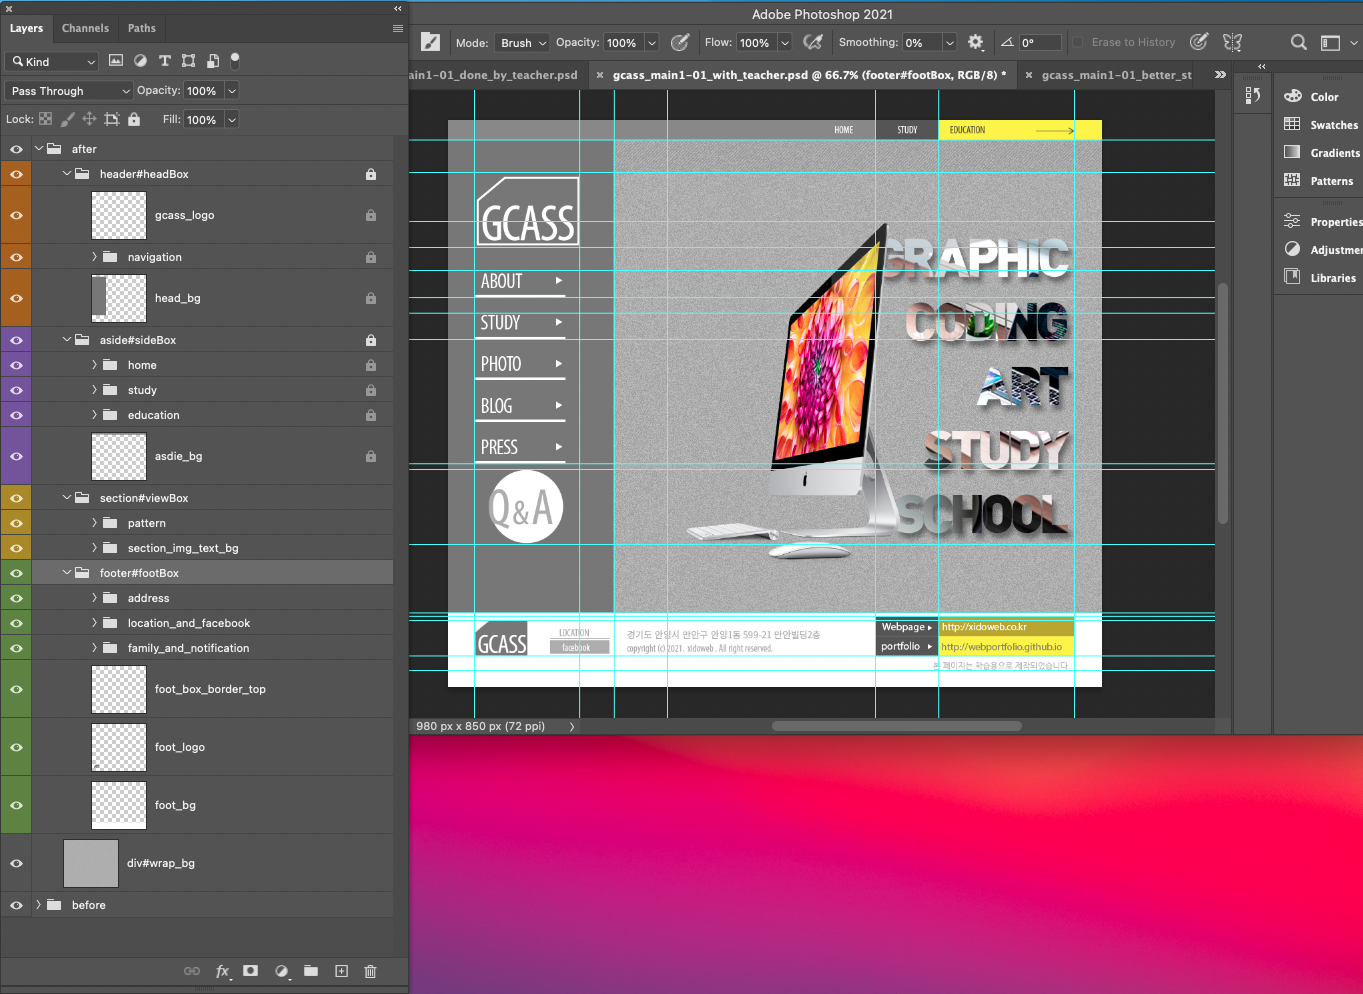 Adobe Photoshop 2021
Layers Channels Paths
Mode: Brush Opacity: 100% Flow: 100% Smoothing: 0% 0° Erase to History
Kind
ain1-01_done_by_teacher.psd
gcass_main1-01_with_teacher.psd @ 66.7% (footer#footBox, RGB/8) *
gcass_main1-01_better_st
Pass Through Opacity: 100%
Lock: Fill: 100%
after
header#headBox
gcass_logo
navigation
head_bg
aside#sideBox
home
study
education
asdie_bg
section#viewBox
pattern
section_img_text_bg
footer#footBox
address
location_and_facebook
family_and_notification
foot_box_border_top
foot_logo
foot_bg
div#wrap_bg
before
fx
HOME STUDY EDUCATION
GCASS
ABOUT
STUDY
PHOTO
BLOG
PRESS
Q&A
GRAPHIC
CODING
ART
STUDY
SCHOOL
GCASS
LOCATION
facebook
경기도 안양시 만안구 안양1동 599-21 만안빌딩2층
copyright (c) 2021. xidoweb . All right reserved.
Webpage http://xidoweb.co.kr
portfolio http://webportfolio.github.io
본 페이지는 학습용으로 제작되었습니다
980 px x 850 px (72 ppi)
Color
Swatches
Gradients
Patterns
Properties
Adjustmen
Libraries